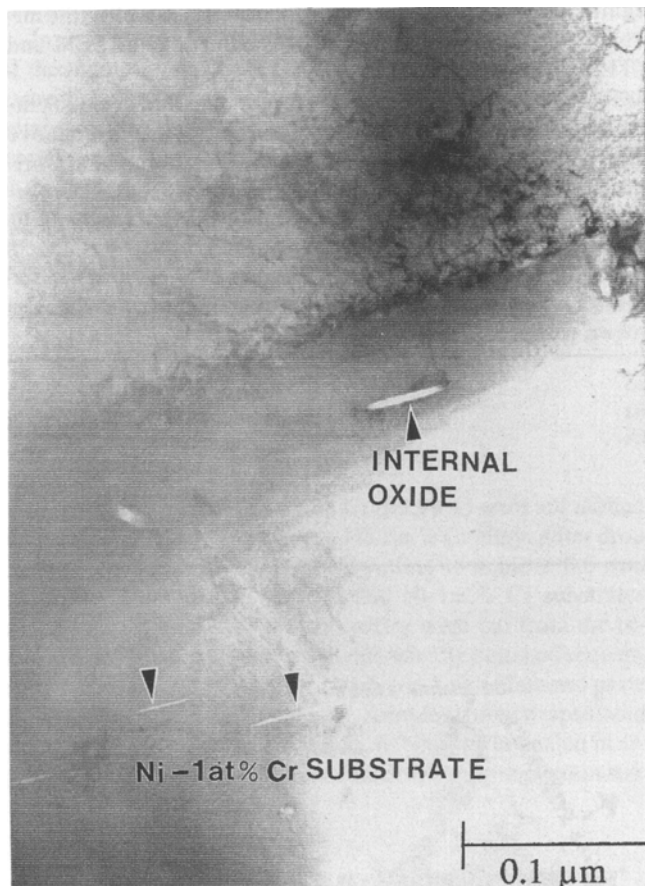 INTERNAL
OXIDE
Ni-1at% Cr SUBSTRATE
0.1 µm